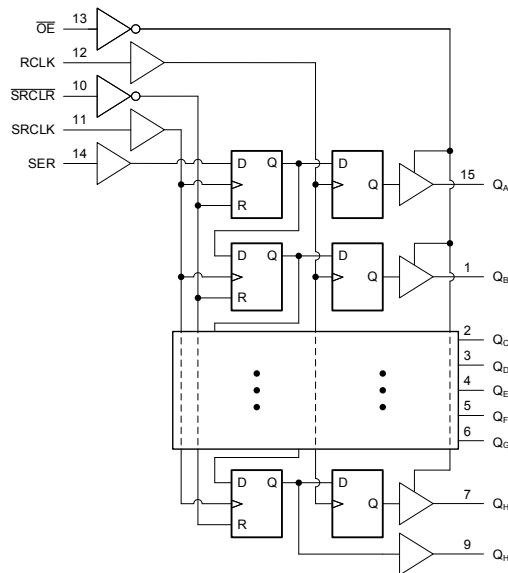 OE 13
RCLK 12
SRCLR 10
SRCLK 11
SER 14
D Q D Q 15 QA
R
D Q D Q 1 QB
R
2 QC
3 QD
4 QE
5 QF
6 QG
D Q D Q 7 QH
R
9 QH